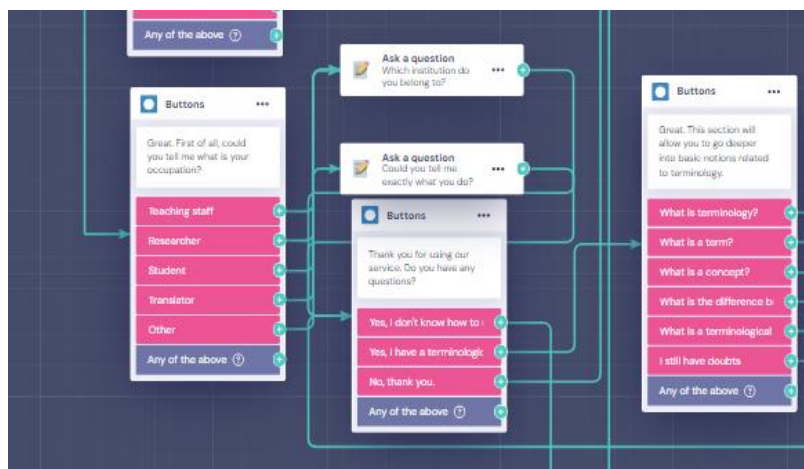 Any of the above ?
Buttons
Great. First of all, could
you tell me what is your
occupation?
Teaching staff
Researcher
Student
Translator
Other
Any of the above ?
Ask a question
Which institution do
you belong to?
Ask a question
Could you tell me
exactly what you do?
Buttons
Thank you for using our
service. Do you have any
questions?
Yes, I don't know how to
Yes, I have a terminologic
No, thank you.
Any of the above ?
Buttons
Great. This section will
allow you to go deeper
into basic notions related
to terminology.
What is terminology?
What is a term?
What is a concept?
What is the difference b
What is a terminological
I still have doubts
Any of the above ?